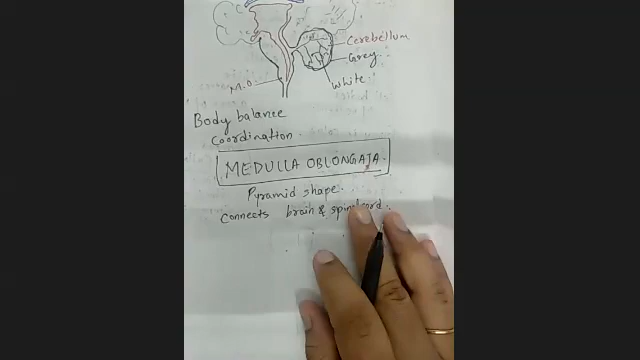 Cerebellum
Grey
White
M.O
Body balance
Coordination
MEDULLA OBLONGATA
Pyramid shape.
Connects brain & spinal cord.